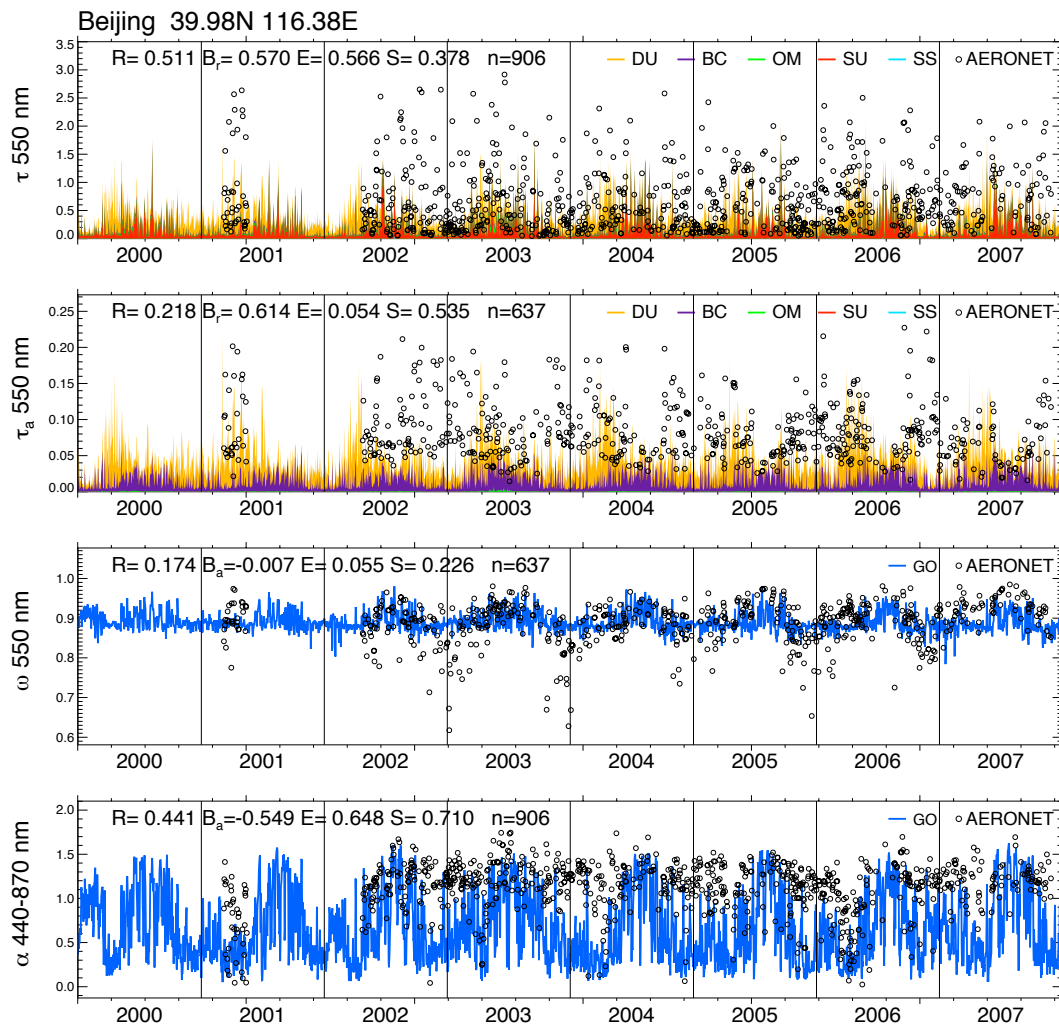 Beijing 39.98N 116.38E
R= 0.511 Br= 0.570 E= 0.566 S= 0.378 n=906
DU BC OM SU SS AERONET
τ 550 nm
3.5
3.0
2.5
2.0
1.5
1.0
0.5
0.0
2000 2001 2002 2003 2004 2005 2006 2007
R= 0.218 Br= 0.614 E= 0.054 S= 0.535 n=637
DU BC OM SU SS AERONET
τa 550 nm
0.25
0.20
0.15
0.10
0.05
0.00
2000 2001 2002 2003 2004 2005 2006 2007
R= 0.174 Ba=-0.007 E= 0.055 S= 0.226 n=637
GO AERONET
ω 550 nm
1.0
0.9
0.8
0.7
0.6
2000 2001 2002 2003 2004 2005 2006 2007
R= 0.441 Ba=-0.549 E= 0.648 S= 0.710 n=906
GO AERONET
α 440-870 nm
2.0
1.5
1.0
0.5
0.0
2000 2001 2002 2003 2004 2005 2006 2007